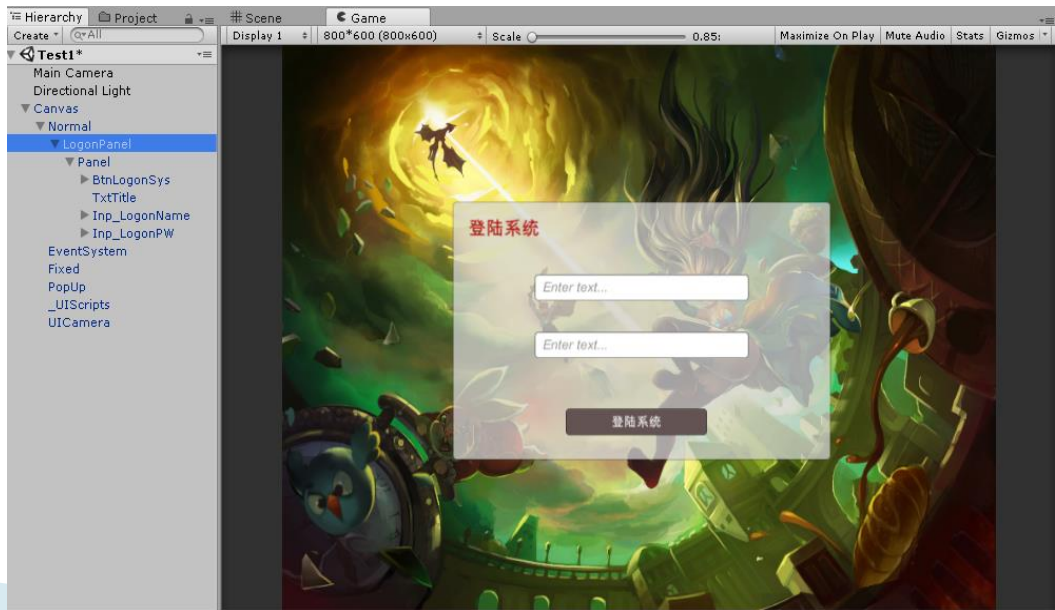 Hierarchy Project
Create All
Test1*
Main Camera
Directional Light
Canvas
Normal
LogonPanel
Panel
BtnLogonSys
TxtTitle
Inp_LogonName
Inp_LogonPW
EventSystem
Fixed
PopUp
_UIScripts
UICamera
Scene Game
Display 1 800*600 (800x600) Scale 0.85: Maximize On Play Mute Audio Stats Gizmos
登陆系统
Enter text...
Enter text...
登陆系统